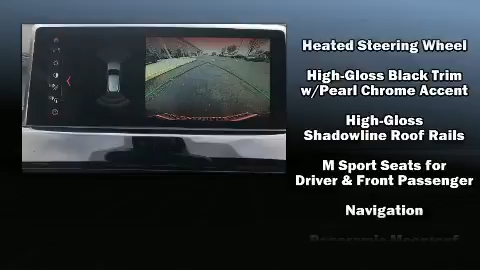 Heated Steering Wheel
High-Gloss Black Trim
w/Pearl Chrome Accent
High-Gloss
Shadowline Roof Rails
M Sport Seats for
Driver & Front Passenger
Navigation